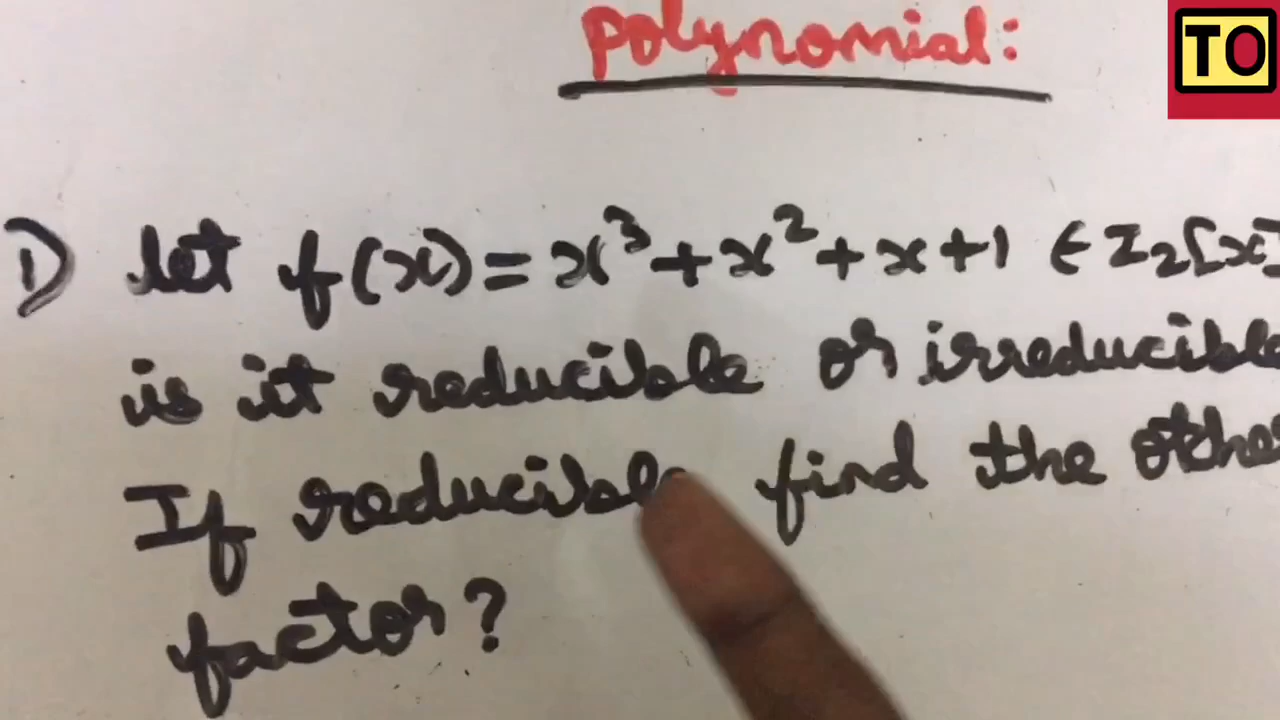 polynomial:
TO
1) let f(x) = x³ + x² + x + 1 ∈ Z₂[x]
is it reducible or irreducible
If reducible find the other
factor?